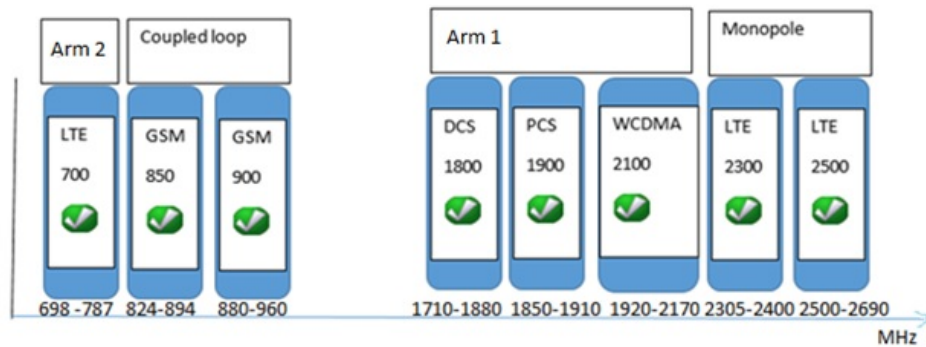 Arm 2
Coupled loop
Arm 1
Monopole
LTE
700
GSM
850
GSM
900
DCS
1800
PCS
1900
WCDMA
2100
LTE
2300
LTE
2500
698 -787
824-894
880-960
1710-1880
1850-1910
1920-2170
2305-2400
2500-2690
MHz